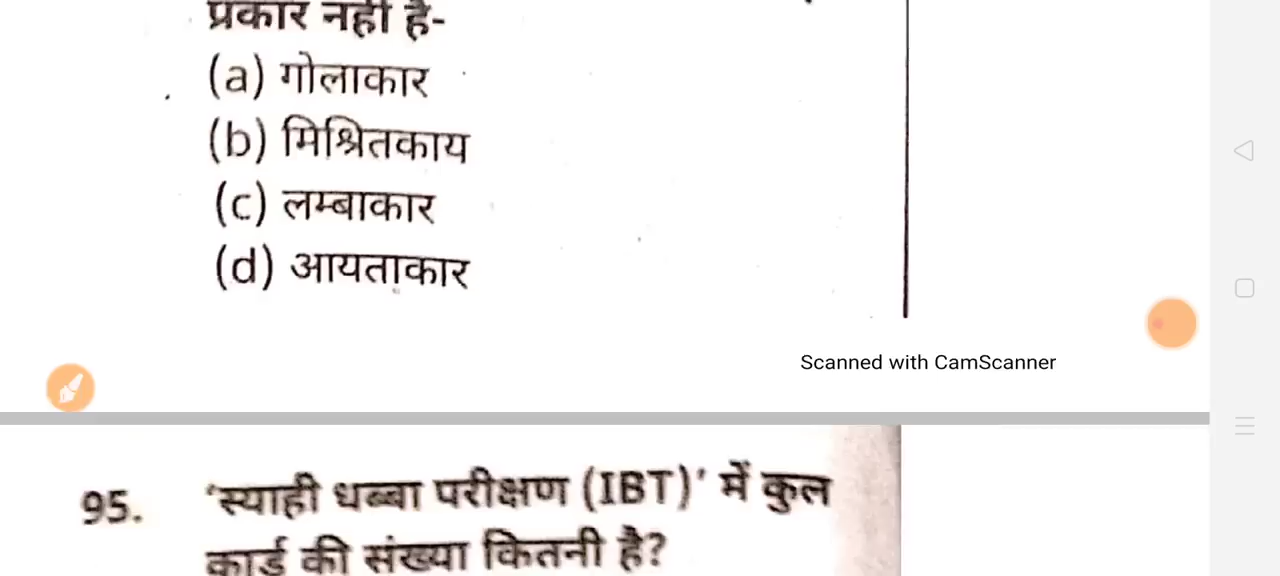 प्रकार नहीं है-
(a) गोलाकार
(b) मिश्रितकाय
(c) लम्बाकार
(d) आयताकार
Scanned with CamScanner
95. 'स्याही धब्बा परीक्षण (IBT)' में कुल
कार्ड की संख्या कितनी है?